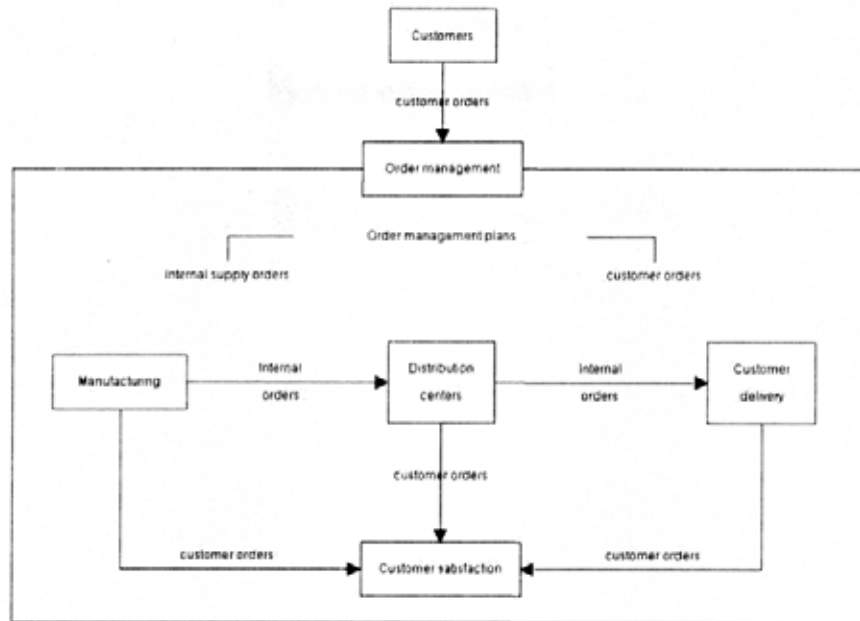 Customers
customer orders
Order management
Order management plans
internal supply orders
customer orders
Manufacturing
Internal
orders
Distribution
centers
internal
orders
Customer
delivery
customer orders
customer orders
Customer satisfaction
customer orders